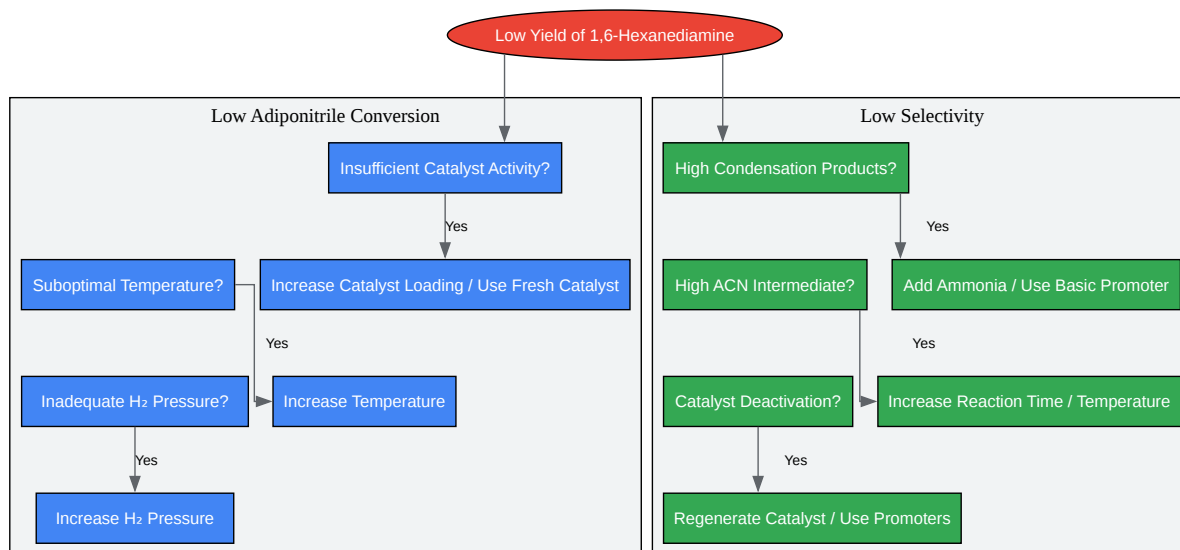 Low Yield of 1,6-Hexanediamine
Low Adiponitrile Conversion
Insufficient Catalyst Activity?
Yes
Suboptimal Temperature?
Increase Catalyst Loading / Use Fresh Catalyst
Yes
Inadequate H₂ Pressure?
Increase Temperature
Yes
Increase H₂ Pressure
Low Selectivity
High Condensation Products?
Yes
High ACN Intermediate?
Add Ammonia / Use Basic Promoter
Yes
Catalyst Deactivation?
Increase Reaction Time / Temperature
Yes
Regenerate Catalyst / Use Promoters